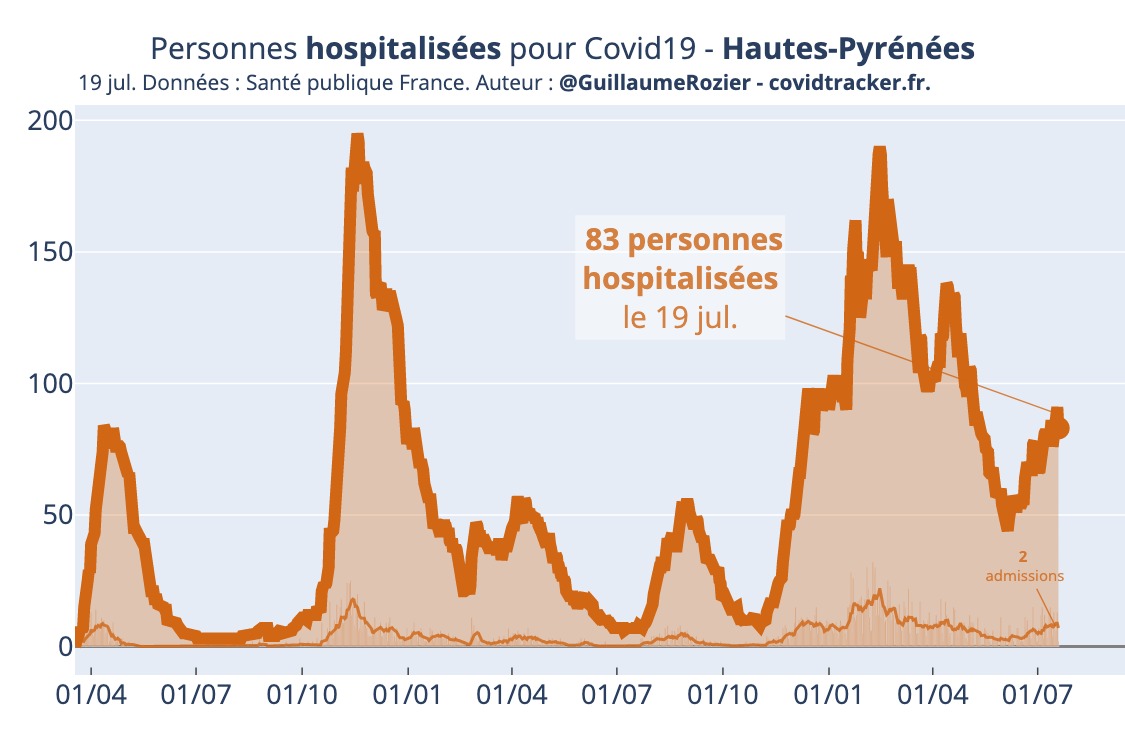 Personnes hospitalisées pour Covid19 - Hautes-Pyrénées
19 jul. Données : Santé publique France. Auteur : @GuillaumeRozier - covidtracker.fr.
200
150
100
50
0
83 personnes
hospitalisées
le 19 jul.
2
admissions
01/04 01/07 01/10 01/01 01/04 01/07 01/10 01/01 01/04 01/07